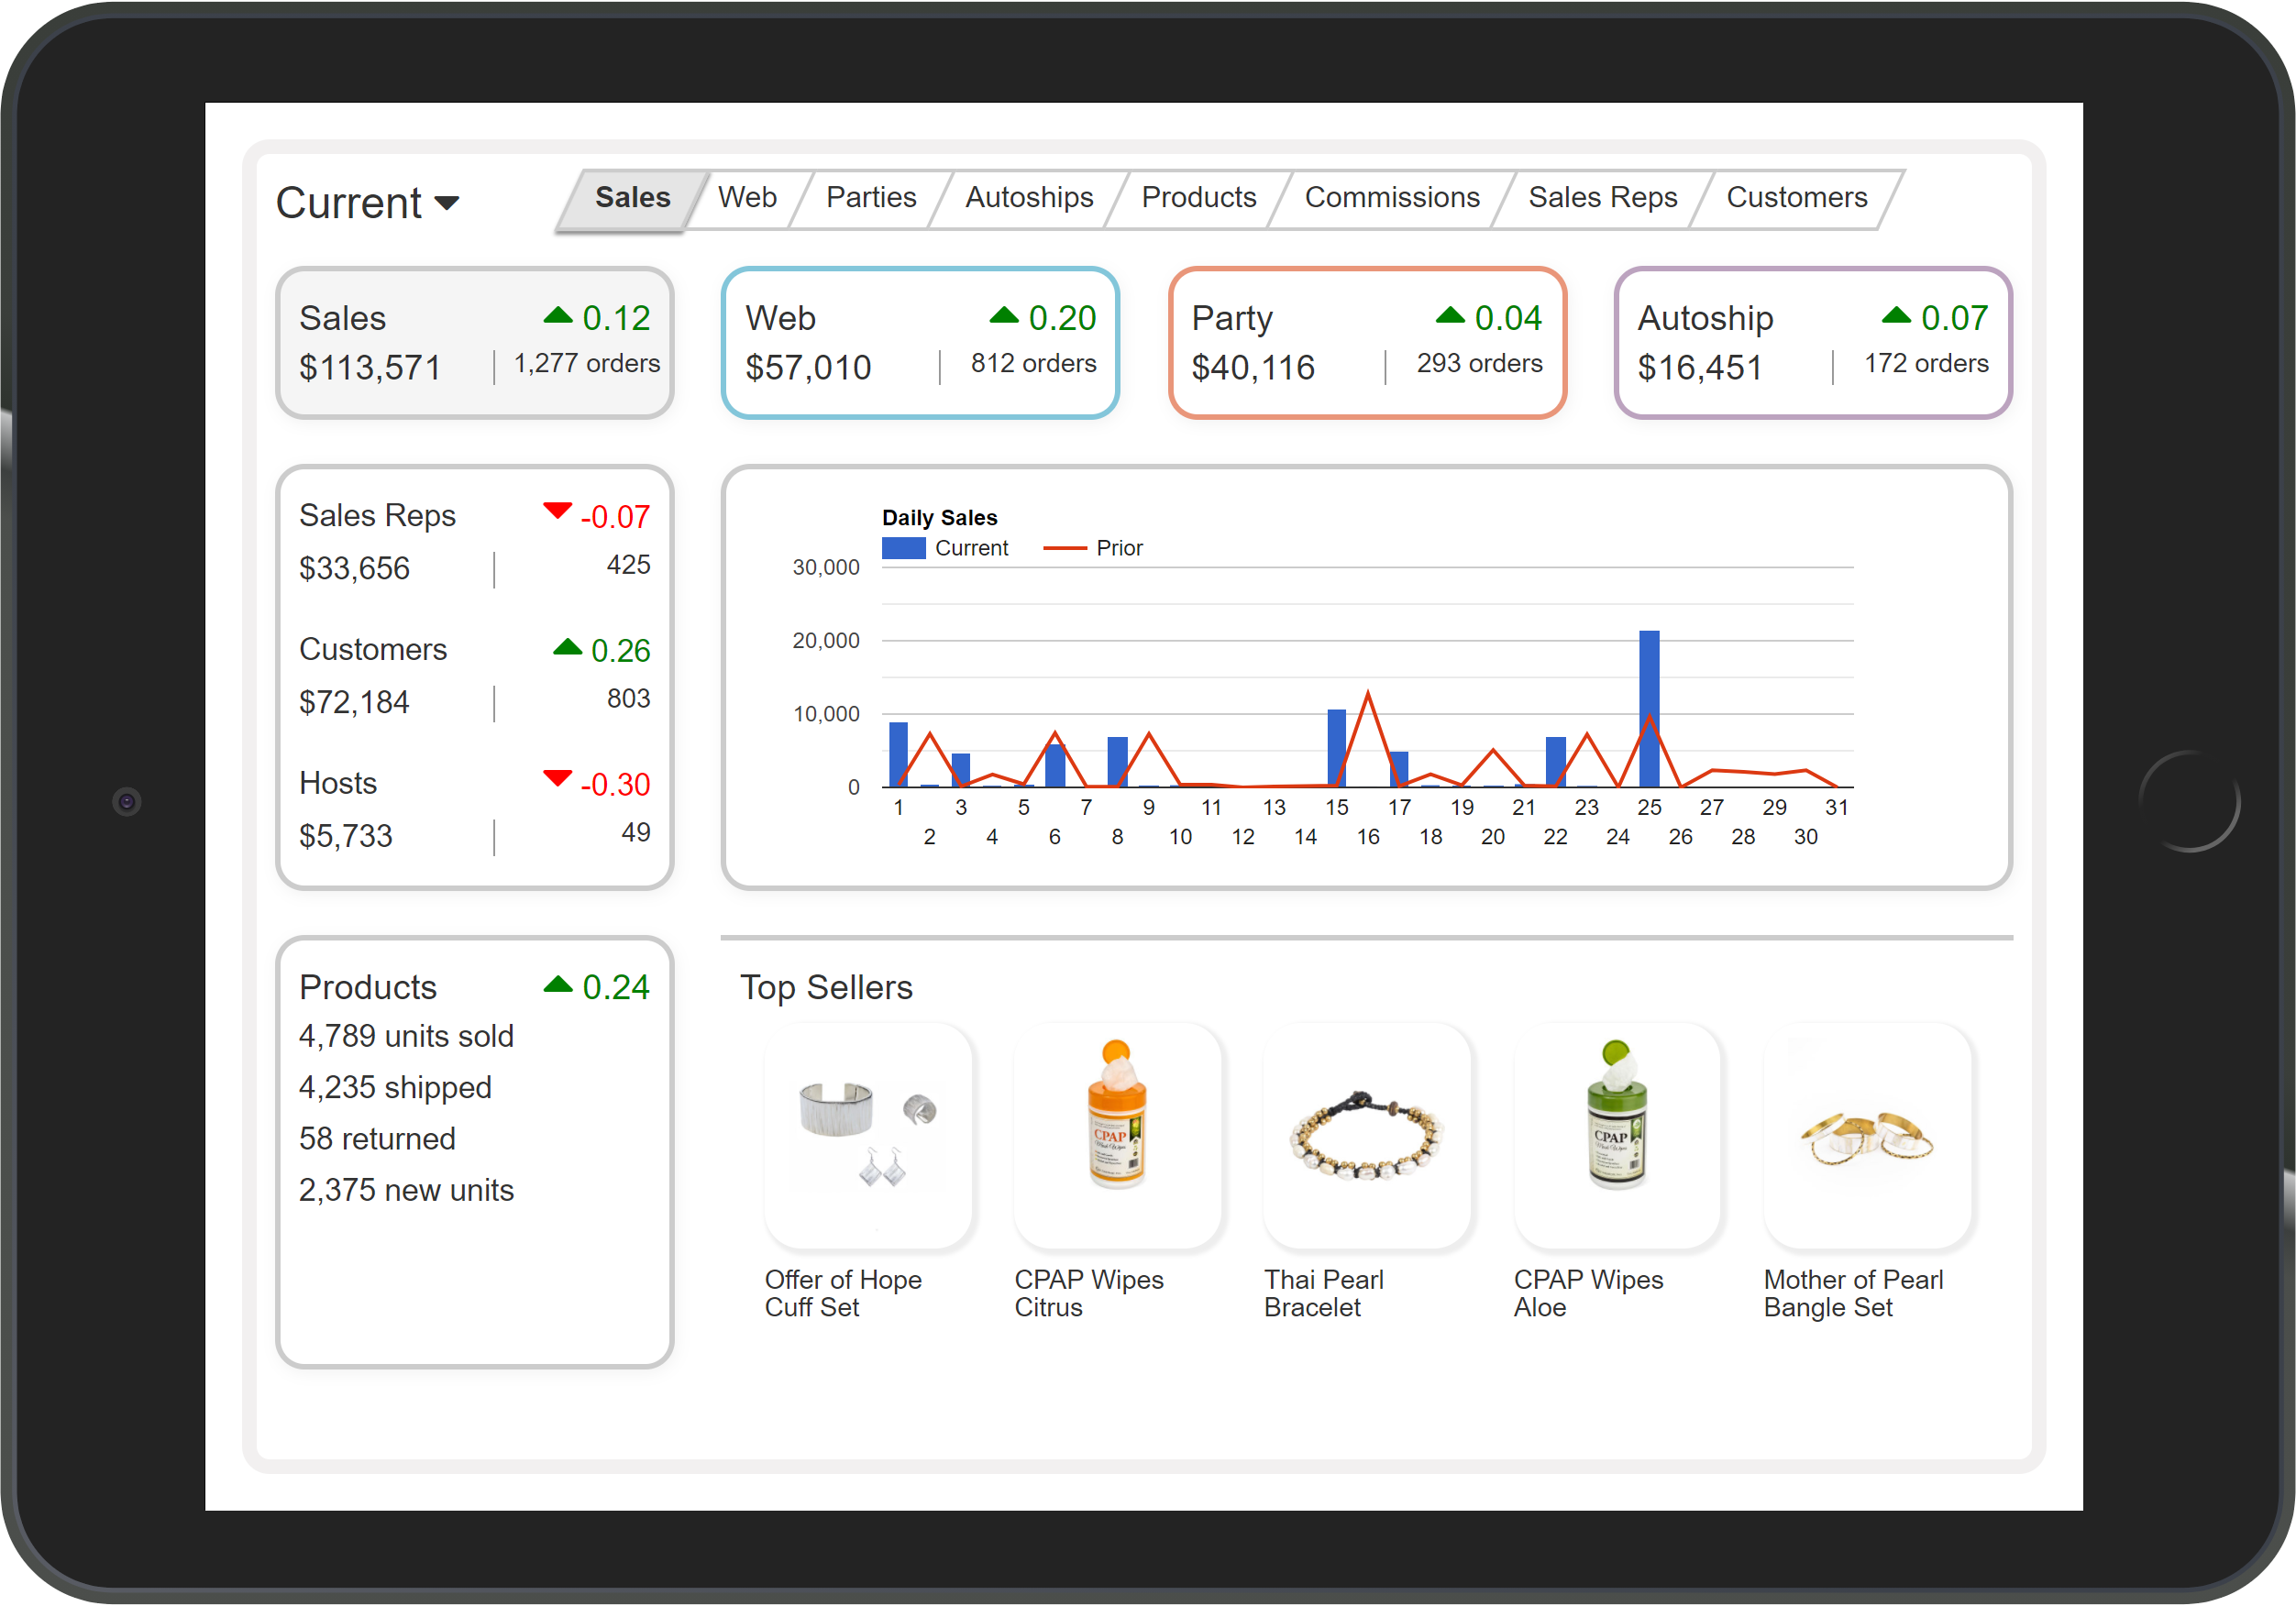 Current
Sales Web Parties Autoships Products Commissions Sales Reps Customers
Sales 0.12
$113,571 1,277 orders
Web 0.20
$57,010 812 orders
Party 0.04
$40,116 293 orders
Autoship 0.07
$16,451 172 orders
Sales Reps -0.07
$33,656 425
Customers 0.26
$72,184 803
Hosts -0.30
$5,733 49
Daily Sales
Current Prior
30,000
20,000
10,000
0
1 3 5 7 9 11 13 15 17 19 21 23 25 27 29 31
2 4 6 8 10 12 14 16 18 20 22 24 26 28 30
Products 0.24
4,789 units sold
4,235 shipped
58 returned
2,375 new units
Top Sellers
CPAP
CPAP
Offer of Hope
Cuff Set
CPAP Wipes
Citrus
Thai Pearl
Bracelet
CPAP Wipes
Aloe
Mother of Pearl
Bangle Set